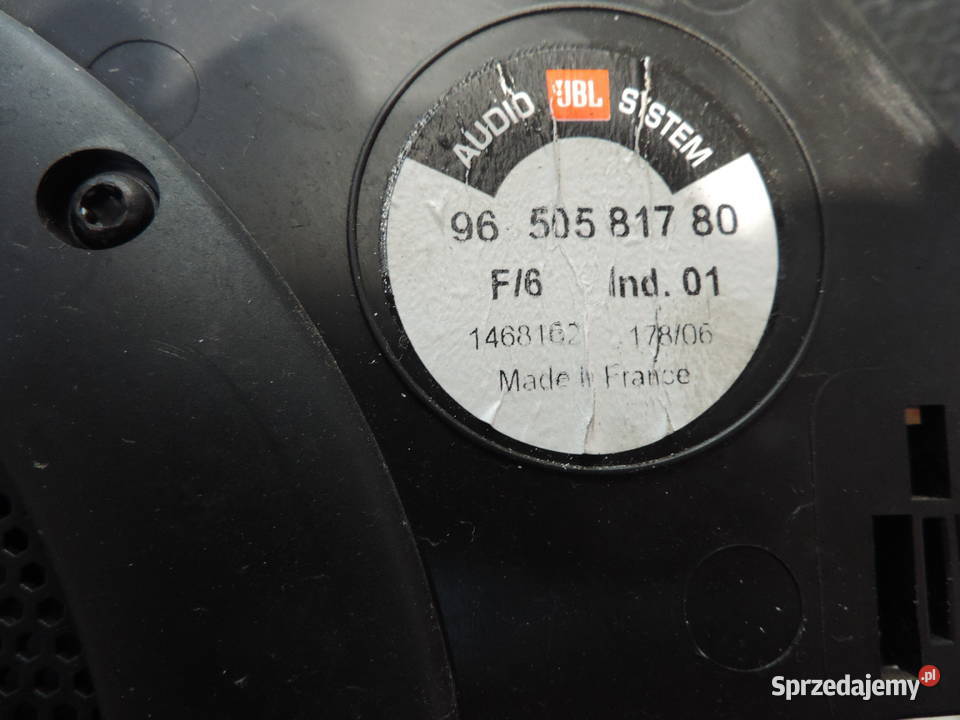 AUDIO JBL SYSTEM
96 505 817 80
F/6 Ind. 01
1468162 178/06
Made In France
Sprzedajemy.pl